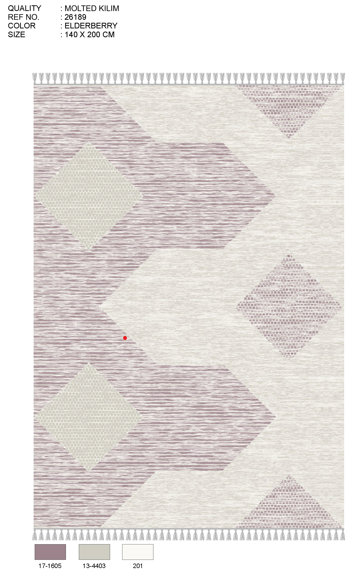 QUALITY : MOLTED KILIM
REF NO. : 26189
COLOR : ELDERBERRY
SIZE : 140 X 200 CM
17-1605 13-4403 201